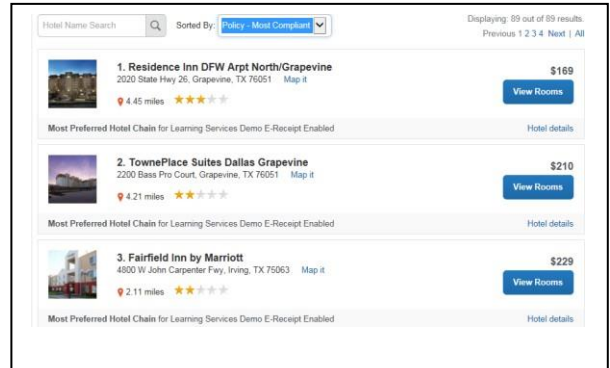 Hotel Name Search
Sorted By: Policy - Most Compliant
Displaying: 89 out of 89 results.
Previous 1 2 3 4 Next | All
1. Residence Inn DFW Arpt North/Grapevine
2020 State Hwy 26, Grapevine, TX 76051 Map it
4.45 miles
$169
View Rooms
Most Preferred Hotel Chain for Learning Services Demo E-Receipt Enabled
Hotel details
2. TownePlace Suites Dallas Grapevine
2200 Bass Pro Court, Grapevine, TX 76051 Map it
4.21 miles
$210
View Rooms
Most Preferred Hotel Chain for Learning Services Demo E-Receipt Enabled
Hotel details
3. Fairfield Inn by Marriott
4800 W John Carpenter Fwy, Irving, TX 75063 Map it
2.11 miles
$229
View Rooms
Most Preferred Hotel Chain for Learning Services Demo E-Receipt Enabled
Hotel details